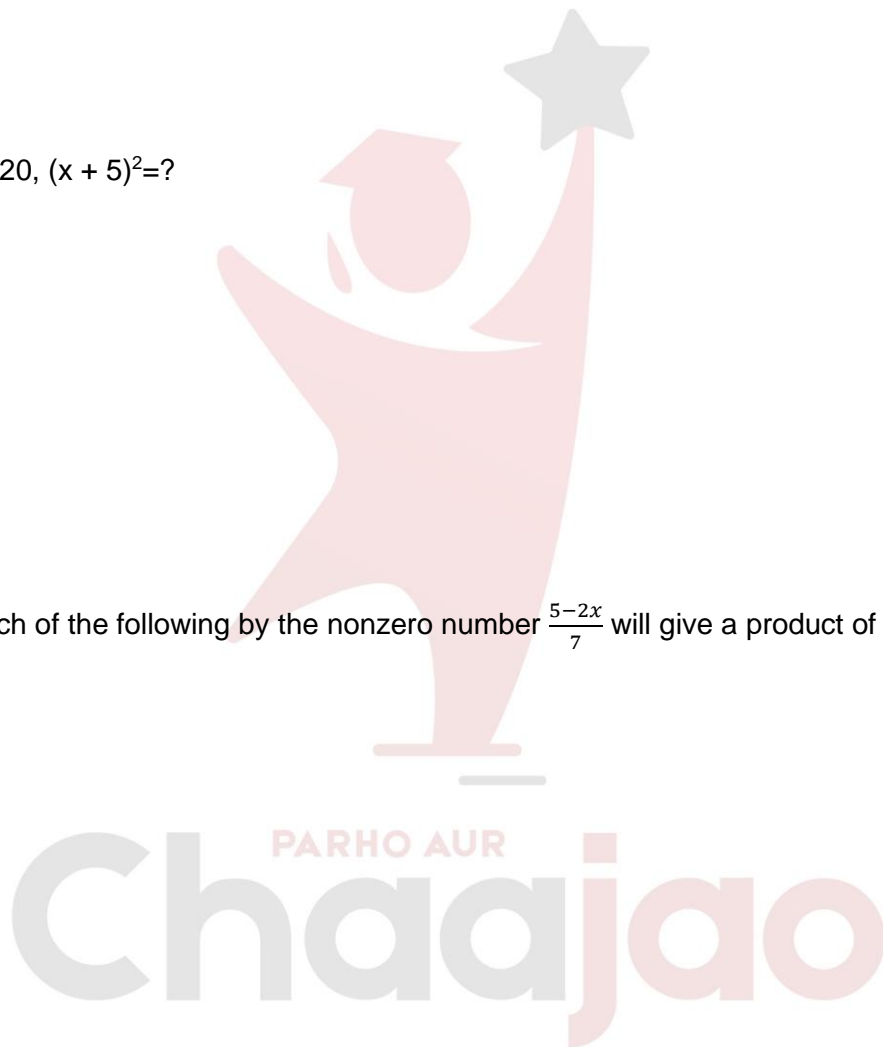 20, (x + 5)²=?
ch of the following by the nonzero number \frac{5−2x}{7} will give a product of
PARHO AUR
Chaajao